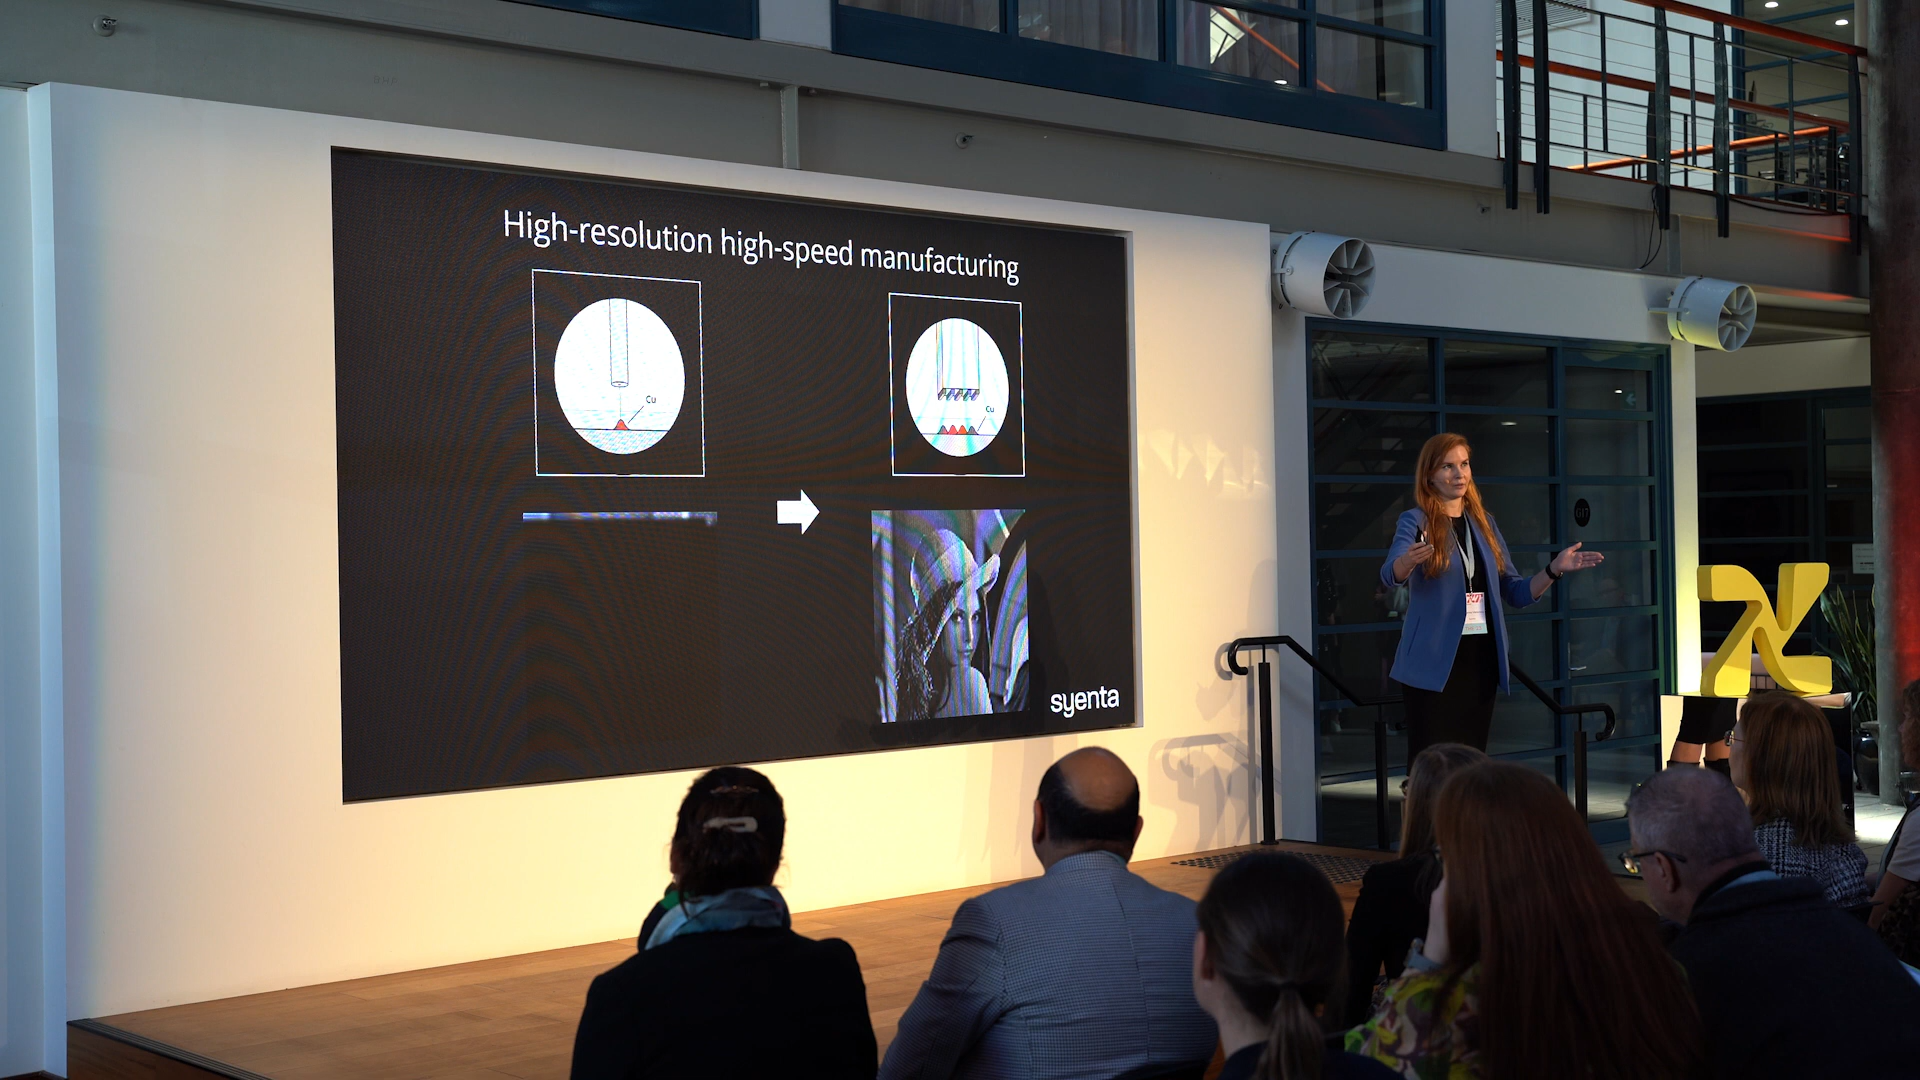 High-resolution high-speed manufacturing
Cu
Cu
syenta